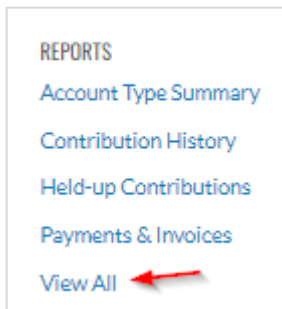 REPORTS
Account Type Summary
Contribution History
Held-up Contributions
Payments & Invoices
View All